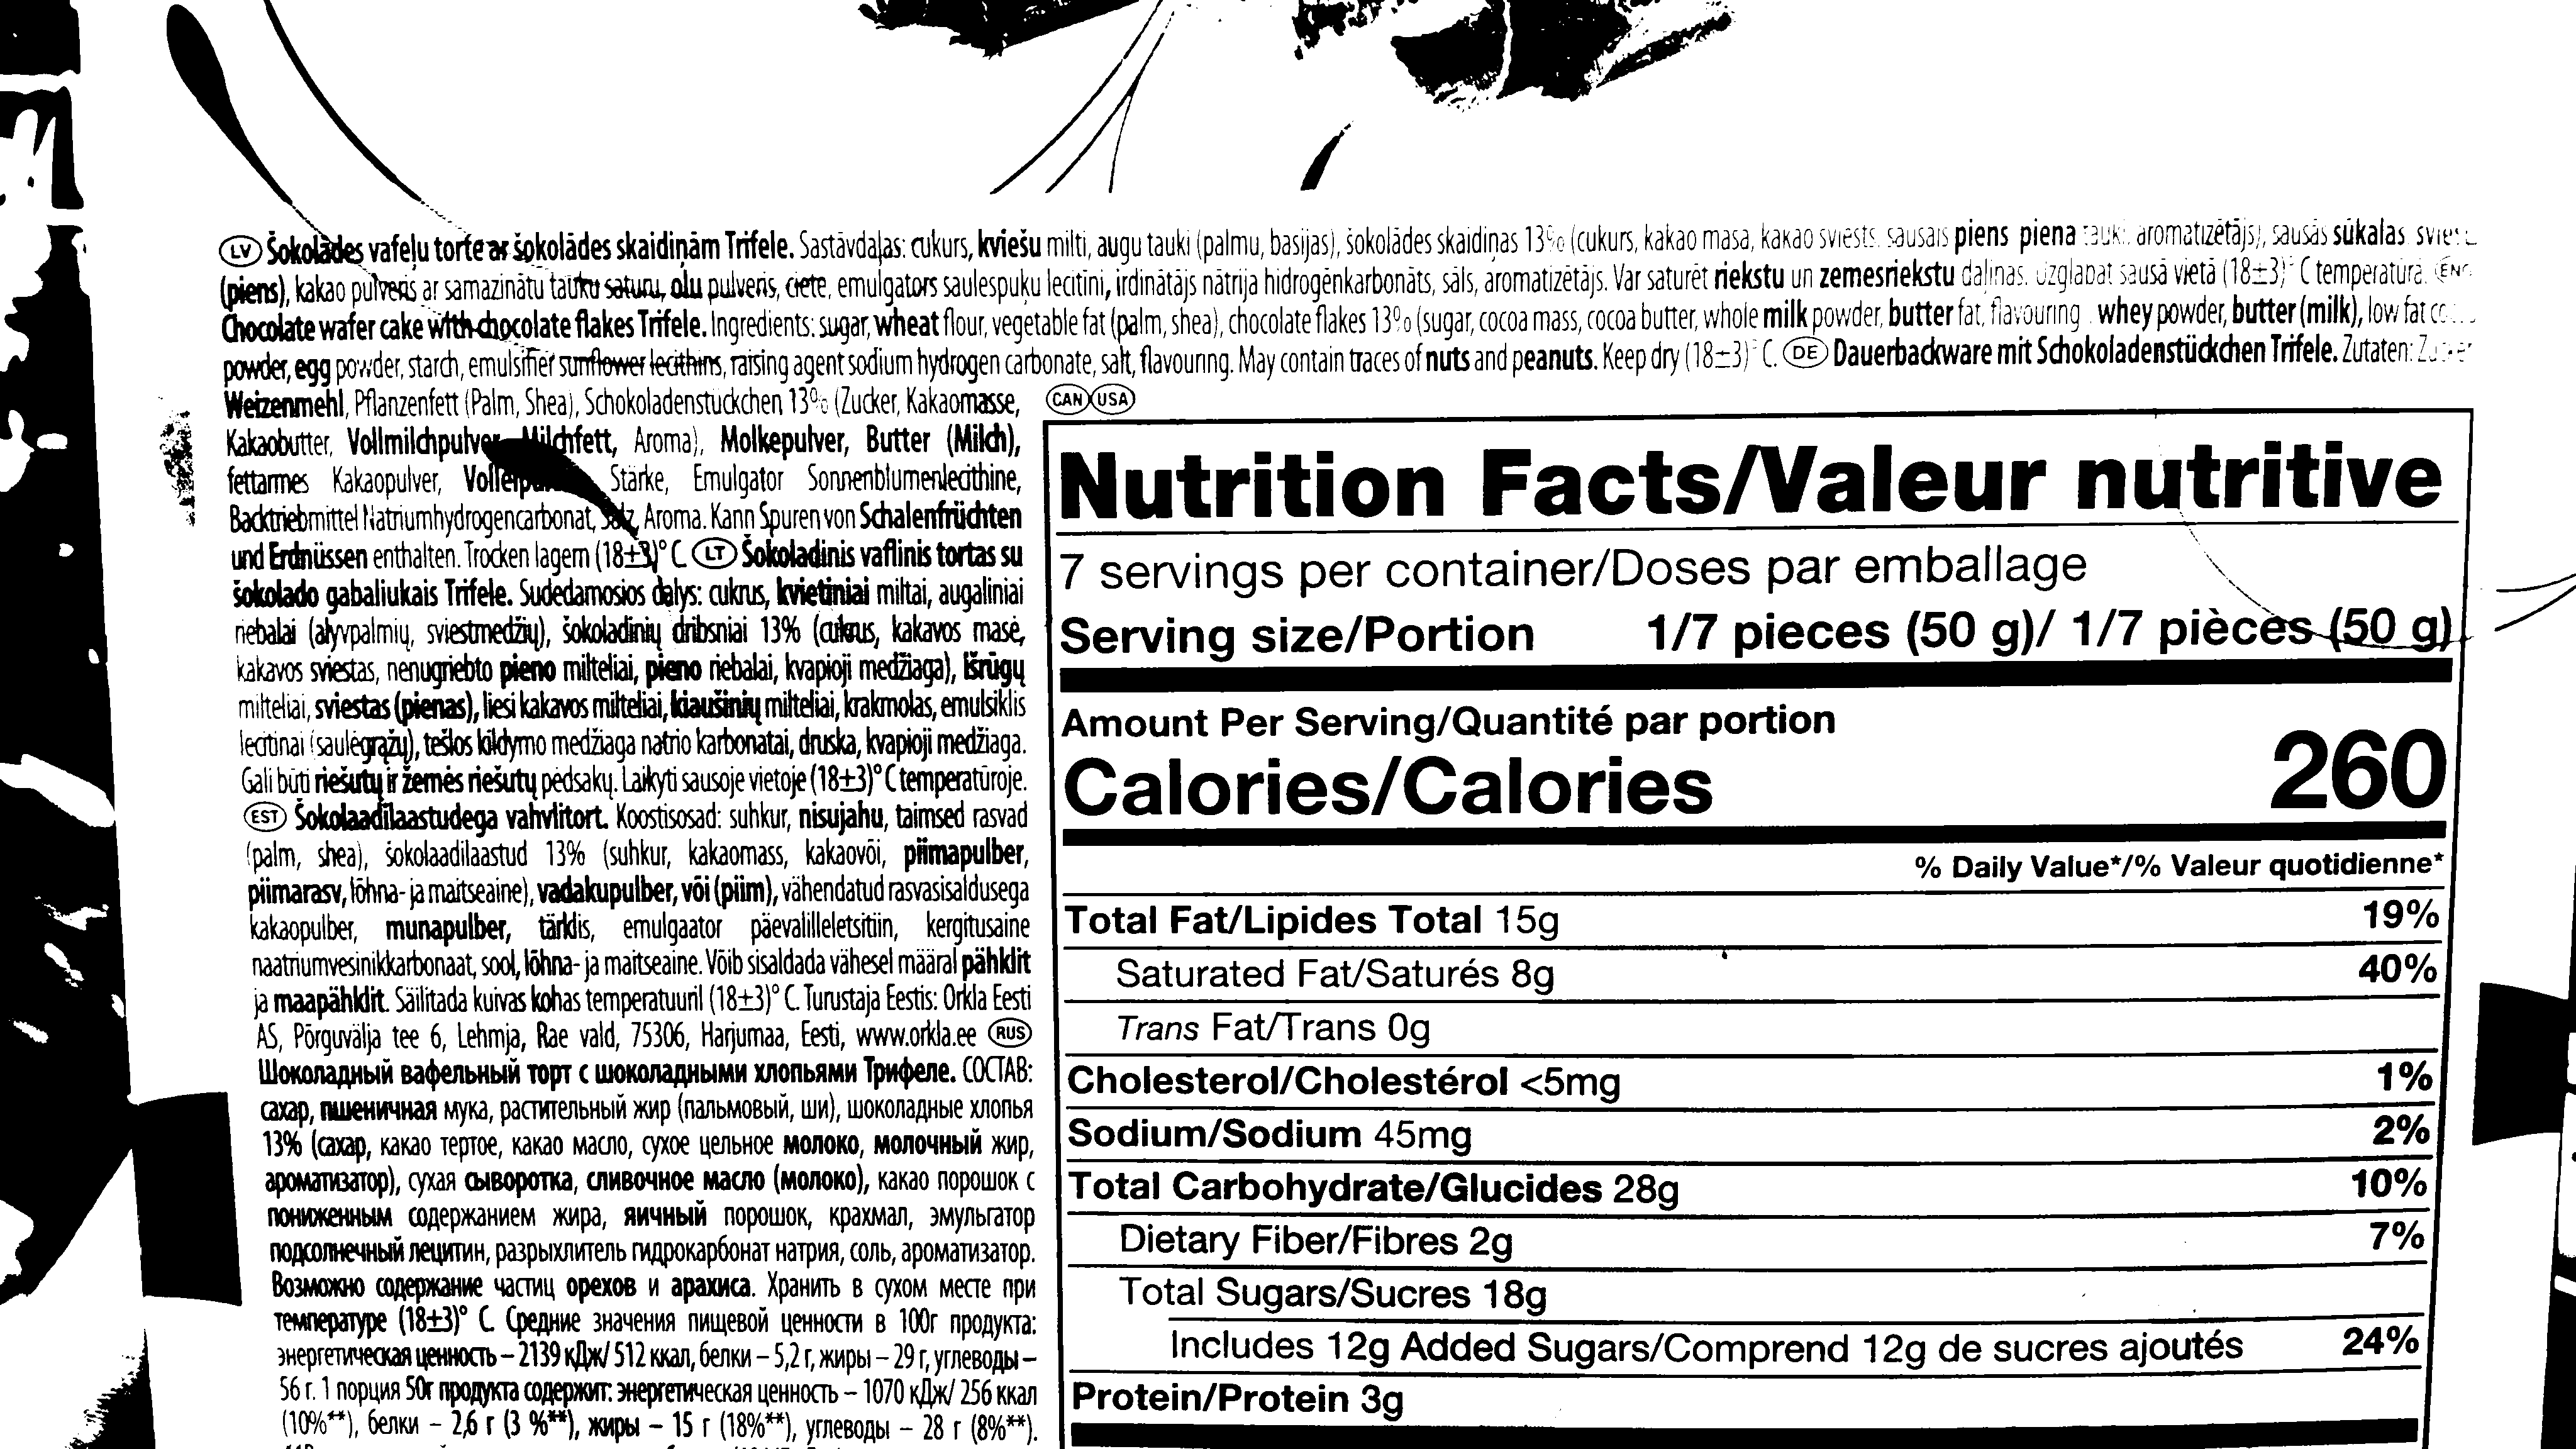 LV Šokolādes vafeļu torte ar šokolādes skaidiņām Trifele. Sastāvdaļas: cukurs, kviešu milti, augu tauki (palmu, basijas), šokolādes skaidiņas 13% (cukurs, kakao masa, kakao sviests, sausais piens piena tauki, aromatizētājs), sausās sūkalas,
(piens), kakao pulveris ar samazinātu tauku saturu, olu pulveris, ciete, emulgators saulespuķu lecitīni, irdinātājs nātrija hidrogēnkarbonāts, sāls, aromatizētājs. Var saturēt riekstu un zemesriekstu daļiņas. Uzglabāt sausā vietā (18±3)° C temperatūrā. ENG
Chocolate wafer cake with chocolate flakes Trifele. Ingredients: sugar, wheat flour, vegetable fat (palm, shea), chocolate flakes 13% (sugar, cocoa mass, cocoa butter, whole milk powder, butter fat, flavouring), whey powder, butter (milk), low fat
powder, egg powder, starch, emulsifier sunflower lecithins, raising agent sodium hydrogen carbonate, salt, flavouring. May contain traces of nuts and peanuts. Keep dry (18±3)° C. DE Dauerbackware mit Schokoladenstückchen Trifele. Zutaten:
Weizenmehl, Pflanzenfett (Palm, Shea), Schokoladenstückchen 13% (Zucker, Kakaomasse,
Kakaobutter, Vollmilchpulver, Milchfett, Aroma), Molkepulver, Butter (Milch),
fettarmes Kakaopulver, Stärke, Emulgator Sonnenblumenlecithine,
Backtriebmittel Natriumhydrogencarbonat, Salz, Aroma. Kann Spuren von Schalenfrüchten
und Erdnüssen enthalten. Trocken lagern (18±3)° C. LT Šokoladinis vaflinis tortas su
šokolado gabaliukais Trifele. Sudedamosios dalys: cukrus, kvietiniai miltai, augaliniai
riebalai (alyvpalmių, sviestmedžių), šokoladinių dribsniai 13% (cukrus, kakavos masė,
kakavos sviestas, nenugriebto pieno milteliai, pieno riebalai, kvapioji medžiaga), išrūgų
milteliai, sviestas (pienas), liesi kakavos milteliai, kiaušinių milteliai, krakmolas, emulsiklis
lecitinai (saulėgrąžų), tešlos kildymo medžiaga natrio karbonatai, druska, kvapioji medžiaga.
Gali būti riešutų ir žemės riešutų pėdsakų. Laikyti sausoje vietoje (18±3)° C temperatūroje.
EST Šokolaadilaastudega vahvlitort. Koostisosad: suhkur, nisujahu, taimsed rasvad
(palm, shea), šokolaadilaastud 13% (suhkur, kakaomass, kakaovõi, piimapulber,
piimarasv, lõhna- ja maitseaine), vadakupulber, või (piim), vähendatud rasvasisaldusega
kakaopulber, munapulber, tärklis, emulgaator päevalilleletsitiin, kergitusaine
naatriumvesinikkarbonaat, sool, lõhna- ja maitseaine. Võib sisaldada vähesel määral pähklit
ja maapähklit. Säilitada kuivas kohas temperatuuril (18±3)° C. Turustaja Eestis: Orkla Eesti
AS, Põrguvälja tee 6, Lehmja, Rae vald, 75306, Harjumaa, Eesti, www.orkla.ee RUS
Шоколадный вафельный торт с шоколадными хлопьями Трифеле. СОСТАВ:
сахар, пшеничная мука, растительный жир (пальмовый, ши), шоколадные хлопья
13% (сахар, какао тертое, какао масло, сухое цельное молоко, молочный жир,
ароматизатор), сухая сыворотка, сливочное масло (молоко), какао порошок с
пониженным содержанием жира, яичный порошок, крахмал, эмульгатор
подсолнечный лецитин, разрыхлитель гидрокарбонат натрия, соль, ароматизатор.
Возможно содержание частиц орехов и арахиса. Хранить в сухом месте при
температуре (18±3)° C. Средние значения пищевой ценности в 100г продукта:
энергетическая ценность – 2139 кДж/ 512 ккал, белки – 5,2 г, жиры – 29 г, углеводы –
56 г. 1 порция 50г продукта содержит: энергетическая ценность – 1070 кДж/ 256 ккал
(10%**), белки – 2,6 г (3 %**), жиры – 15 г (18%**), углеводы – 28 г (8%**).
CAN USA
Nutrition Facts/Valeur nutritive
7 servings per container/Doses par emballage
Serving size/Portion 1/7 pieces (50 g)/ 1/7 pièces (50 g)
Amount Per Serving/Quantité par portion
Calories/Calories 260
% Daily Value*/% Valeur quotidienne*
Total Fat/Lipides Total 15g 19%
Saturated Fat/Saturés 8g 40%
Trans Fat/Trans 0g
Cholesterol/Cholestérol <5mg 1%
Sodium/Sodium 45mg 2%
Total Carbohydrate/Glucides 28g 10%
Dietary Fiber/Fibres 2g 7%
Total Sugars/Sucres 18g
Includes 12g Added Sugars/Comprend 12g de sucres ajoutés 24%
Protein/Protein 3g